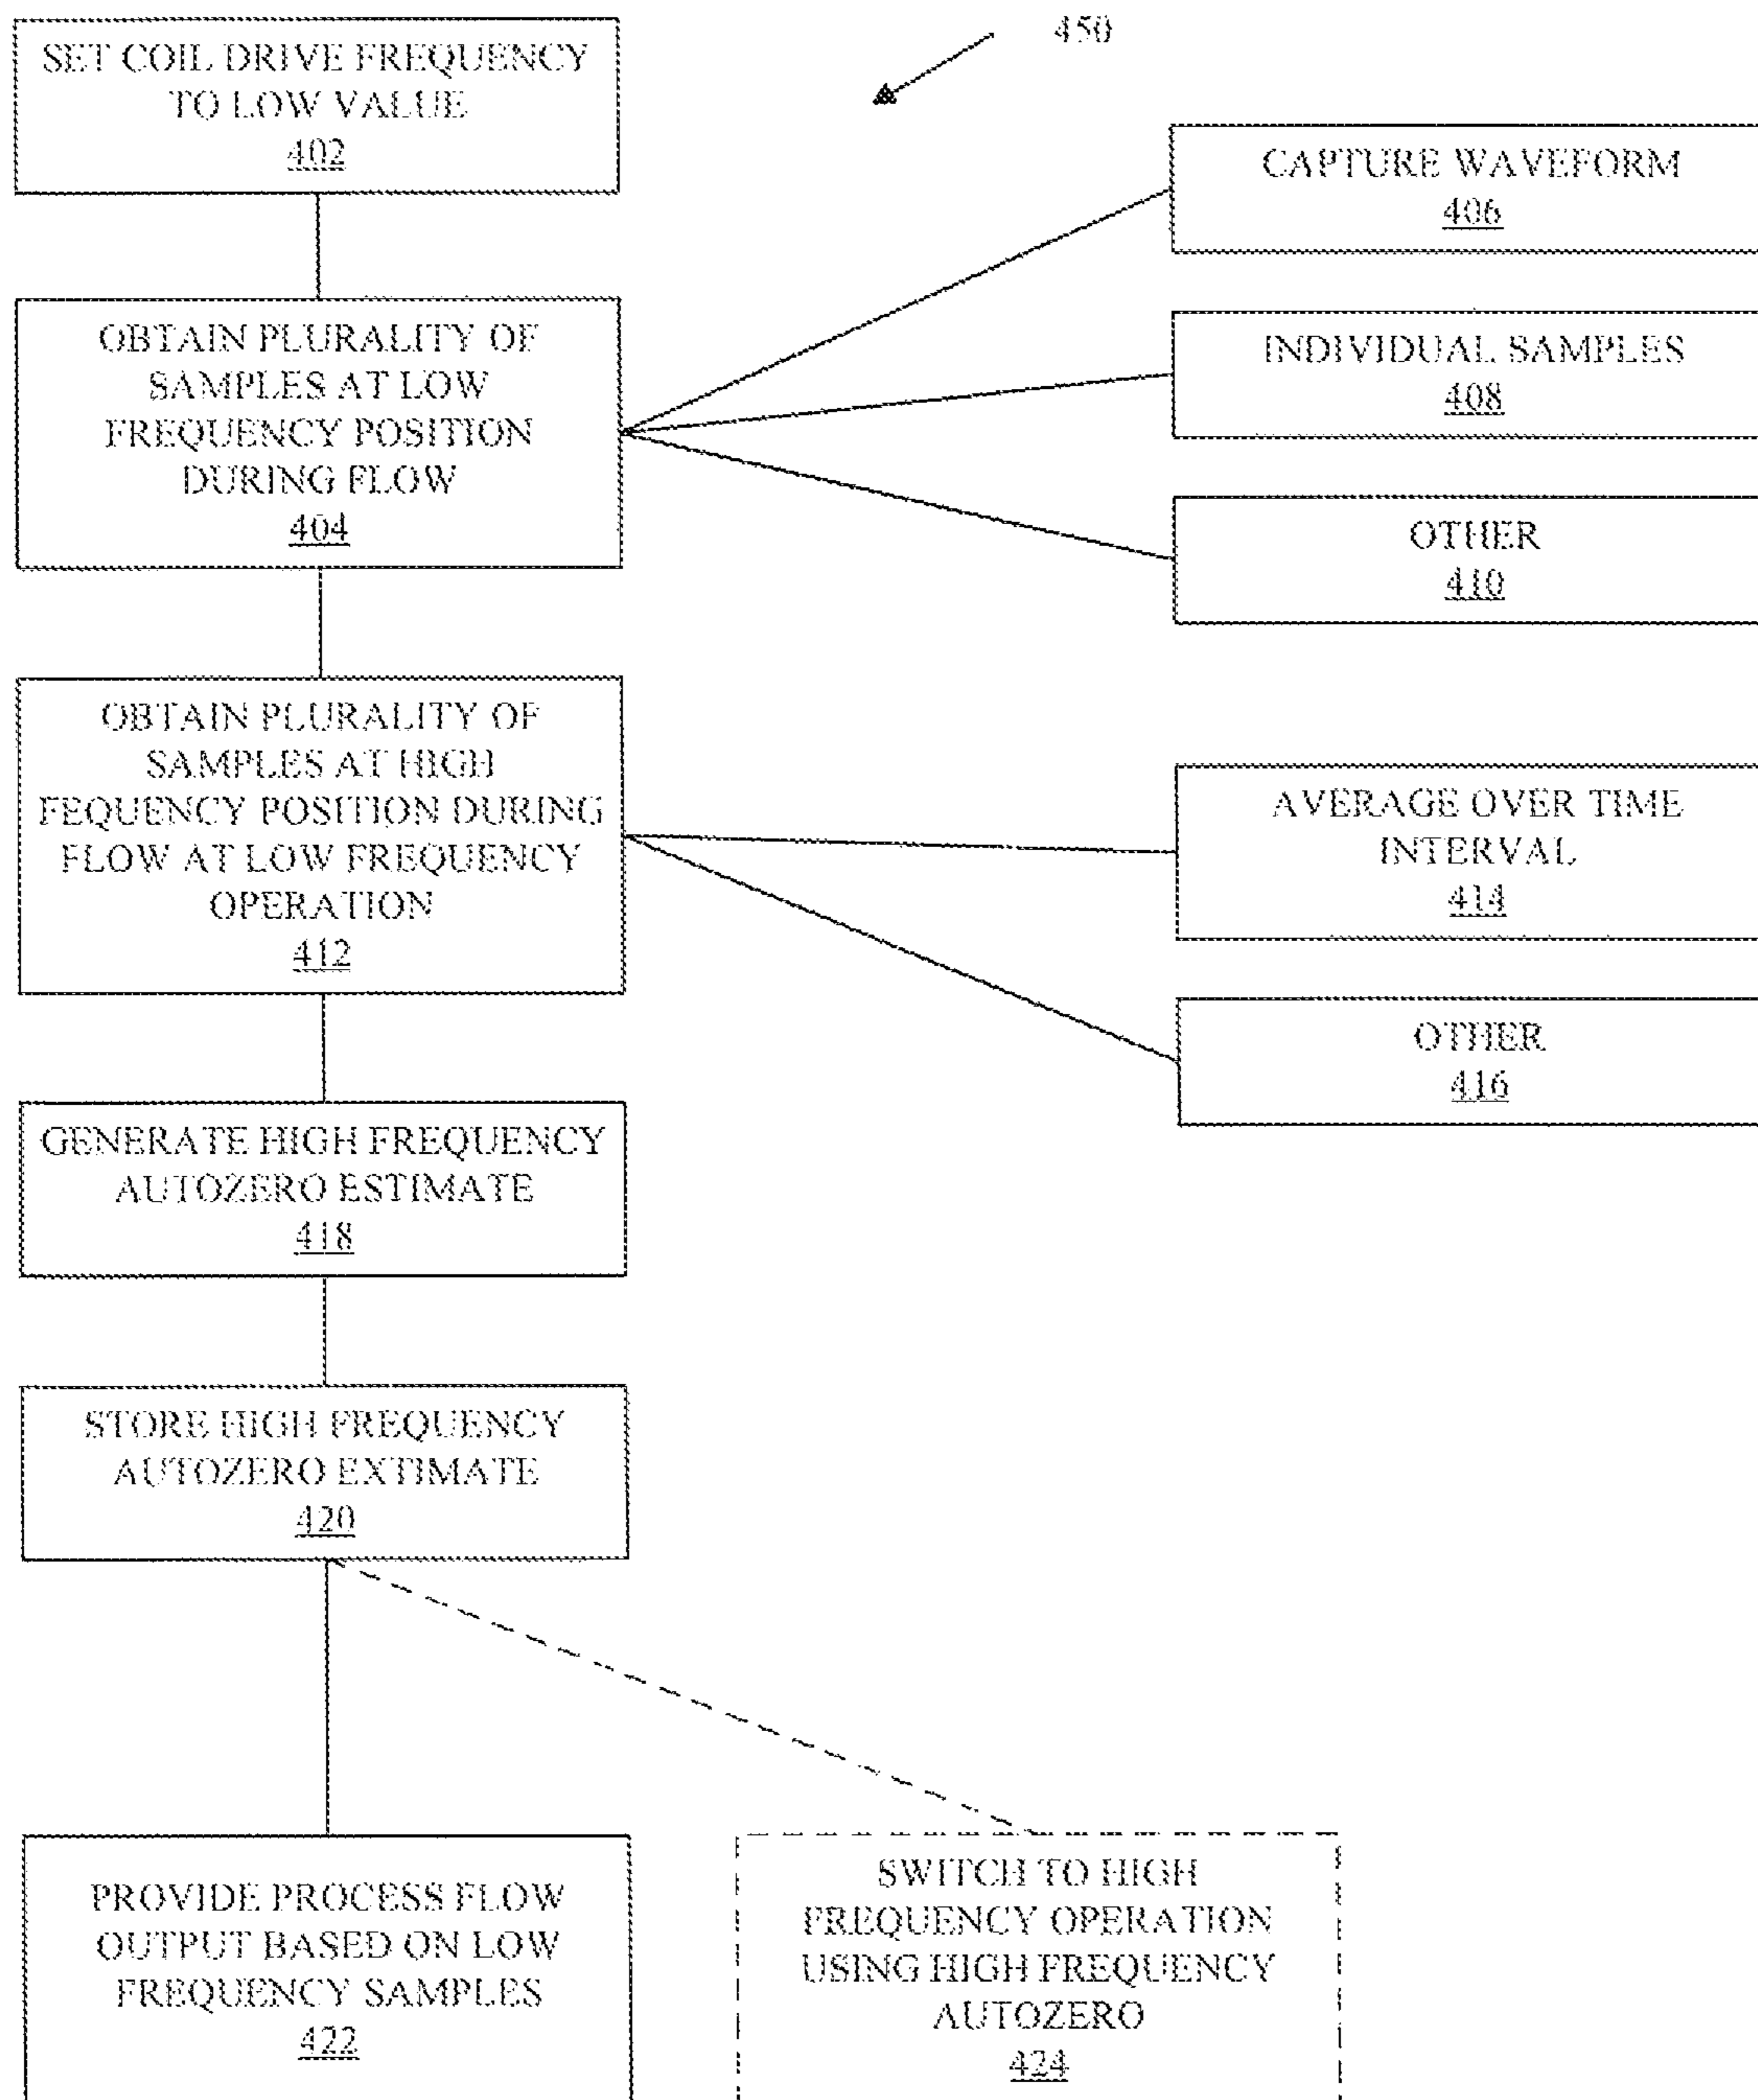 450
SET COIL DRIVE FREQUENCY
TO LOW VALUE
402
CAPTURE WAVEFORM
406
OBTAIN PLURALITY OF
SAMPLES AT LOW
FREQUENCY POSITION
DURING FLOW
404
INDIVIDUAL SAMPLES
408
OTHER
410
OBTAIN PLURALITY OF
SAMPLES AT HIGH
FEQUENCY POSITION DURING
FLOW AT LOW FREQUENCY
OPERATION
412
AVERAGE OVER TIME
INTERVAL
414
OTHER
416
GENERATE HIGH FREQUENCY
AUTOZERO ESTIMATE
418
STORE HIGH FREQUENCY
AUTOZERO EXTIMATE
420
PROVIDE PROCESS FLOW
OUTPUT BASED ON LOW
FREQUENCY SAMPLES
422
SWITCH TO HIGH
FREQUENCY OPERATION
USING HIGH FREQUENCY
AUTOZERO
424